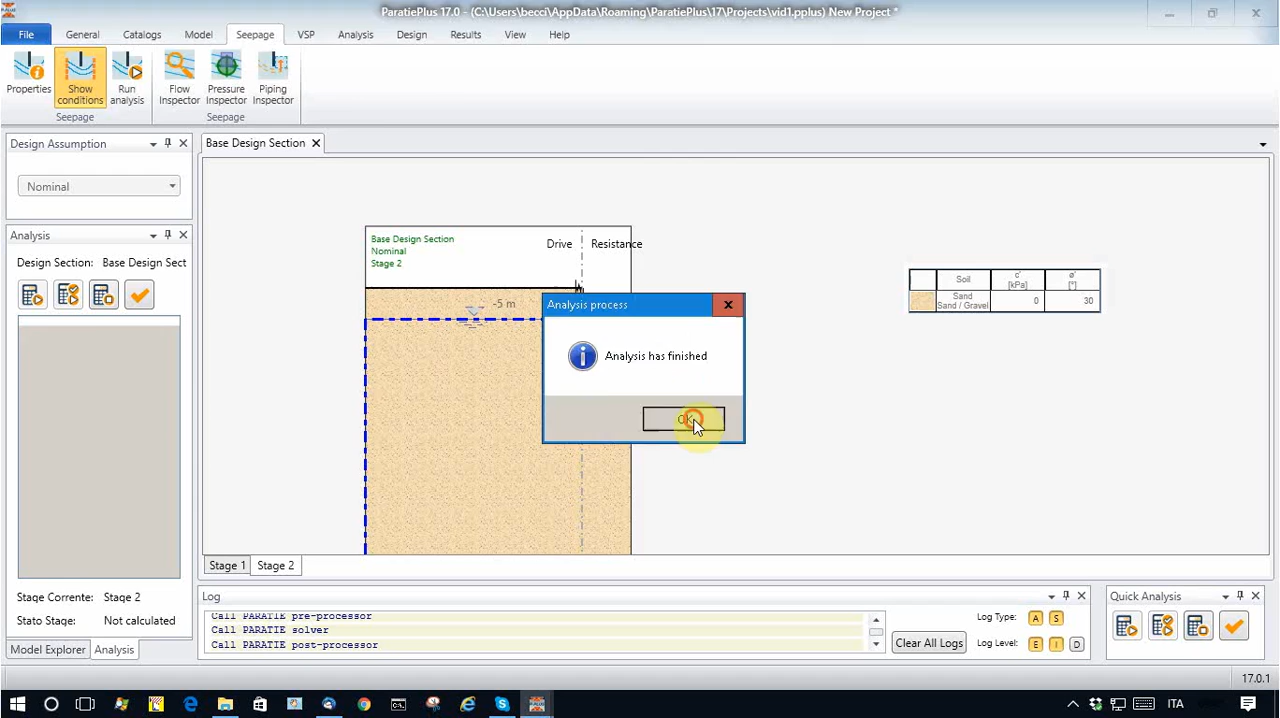 ParatiePlus 17.0 - (C:\Users\becci\AppData\Roaming\ParatiePlus\17\Projects\vid1.pplus) New Project *
File General Catalogs Model Seepage VSP Analysis Design Results View Help
Properties Show conditions Run analysis Flow Inspector Pressure Inspector Piping Inspector
Seepage Seepage
Design Assumption
Nominal
Analysis
Design Section: Base Design Sect
Stage Corrente: Stage 2
Stato Stage: Not calculated
Model Explorer Analysis
Base Design Section
Base Design Section
Nominal
Stage 2
Drive Resistance
-5 m
Soil c' [kPa] ø' [°]
Sand
Sand / Gravel 0 30
Analysis process
Analysis has finished
OK
Stage 1 Stage 2
Log
Call PARATIE pre-processor
Call PARATIE solver
Call PARATIE post-processor
Clear All Logs
Log Type: A S
Log Level: E I D
Quick Analysis
17.0.1
ITA